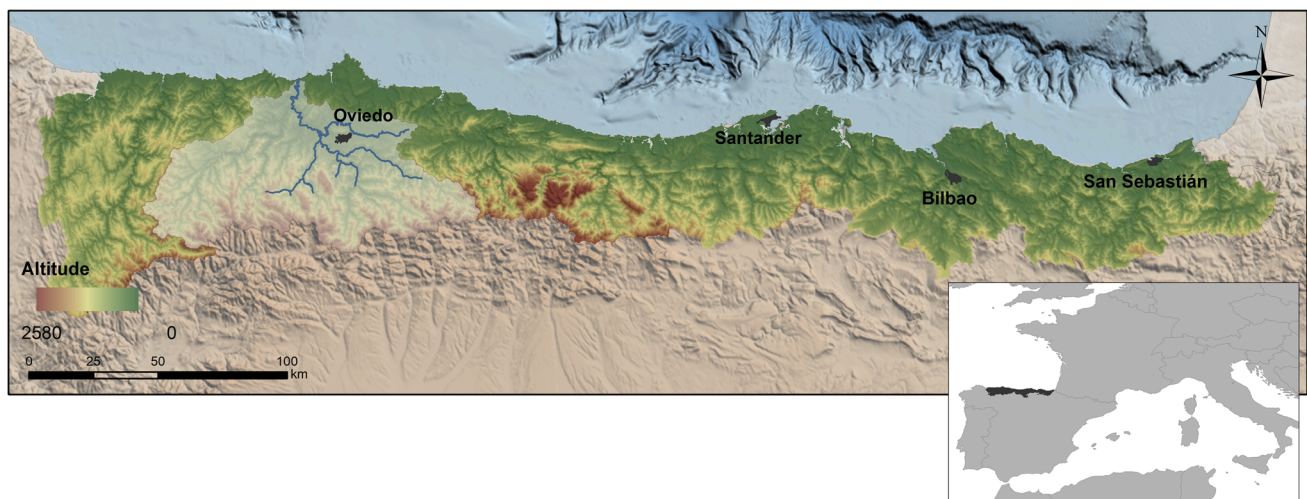 N
Oviedo
Santander
San Sebastián
Bilbao
Altitude
2580 0
0 25 50 100
km